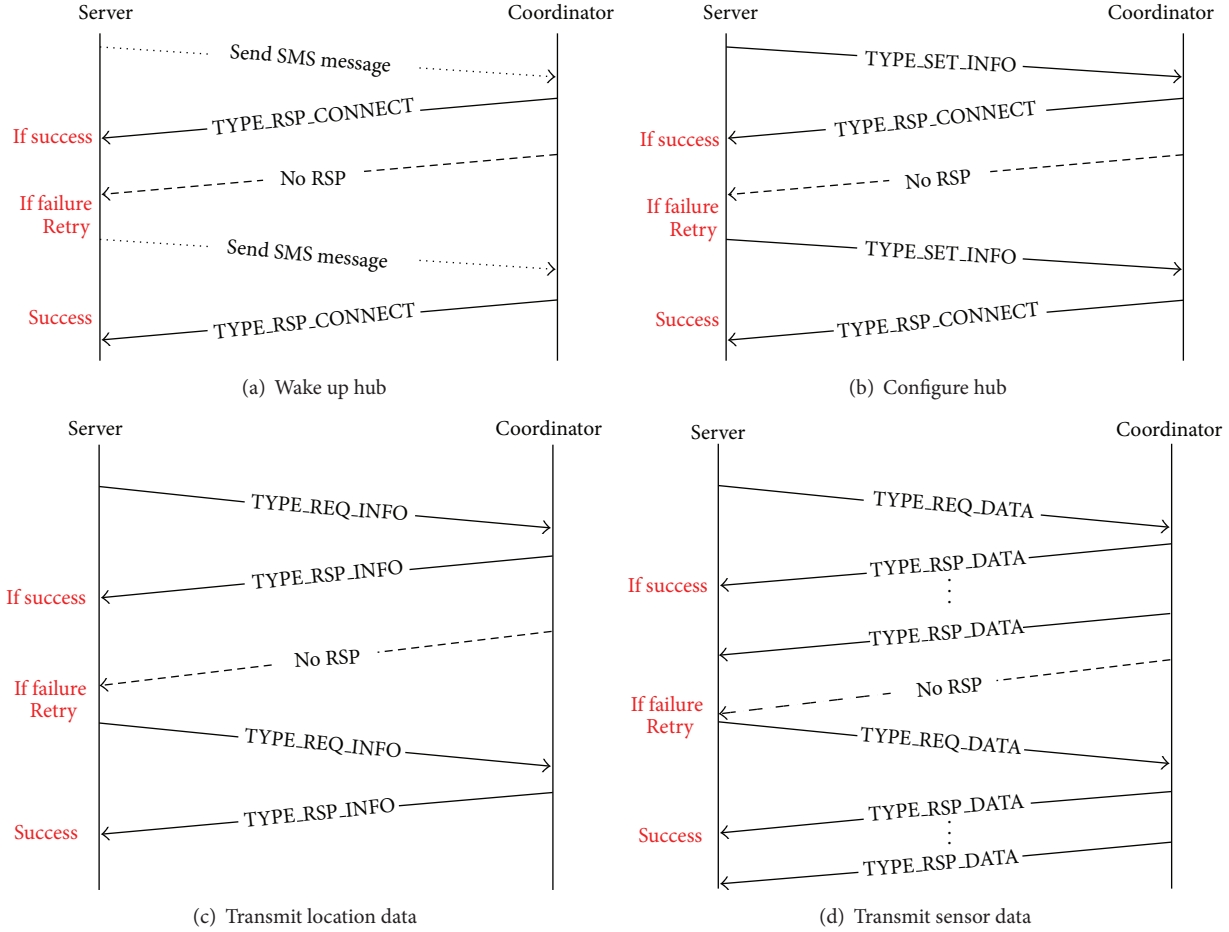 Server
Coordinator
Send SMS message
TYPE_RSP_CONNECT
If success
No RSP
If failure
Retry
Send SMS message
Success
TYPE_RSP_CONNECT
(a) Wake up hub
Server
Coordinator
TYPE_SET_INFO
TYPE_RSP_CONNECT
If success
No RSP
If failure
Retry
TYPE_SET_INFO
Success
TYPE_RSP_CONNECT
(b) Configure hub
Server
Coordinator
TYPE_REQ_INFO
TYPE_RSP_INFO
If success
No RSP
If failure
Retry
TYPE_REQ_INFO
TYPE_RSP_INFO
Success
(c) Transmit location data
Server
Coordinator
TYPE_REQ_DATA
TYPE_RSP_DATA
If success
TYPE_RSP_DATA
No RSP
If failure
Retry
TYPE_REQ_DATA
TYPE_RSP_DATA
Success
TYPE_RSP_DATA
(d) Transmit sensor data